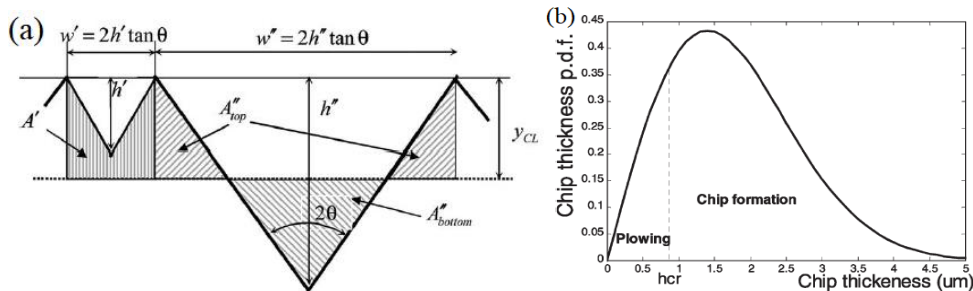 (a)
w′ = 2h′ tan θ
w″ = 2h″ tan θ
h′
h″
A′
A″top
yCL
2θ
A″bottom
(b)
Chip thickness p.d.f.
0.45
0.4
0.35
0.3
0.25
0.2
0.15
0.1
0.05
0
Plowing
Chip formation
0 0.5 1 1.5 2 2.5 3 3.5 4 4.5 5
hcr
Chip thickeness (um)